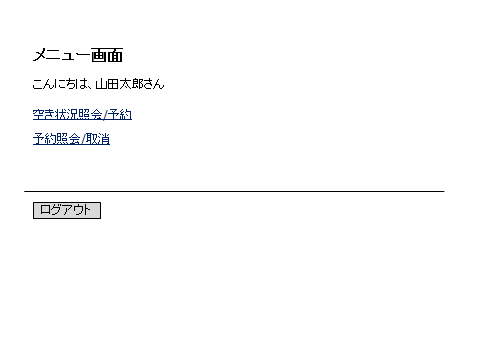 メニュー画面
こんにちは、山田太郎さん
空き状況照会/予約
予約照会/取消
ログアウト